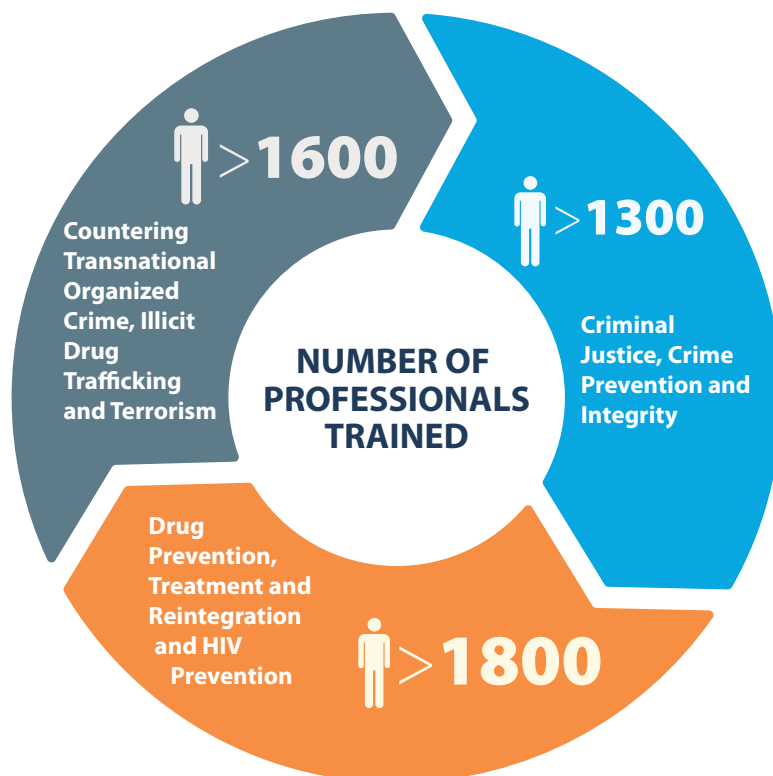 >1600
Countering
Transnational
Organized
Crime, Illicit
Drug
Trafficking
and Terrorism
>1300
Criminal
Justice, Crime
Prevention and
Integrity
NUMBER OF
PROFESSIONALS
TRAINED
Drug
Prevention,
Treatment and
Reintegration
and HIV
Prevention
>1800